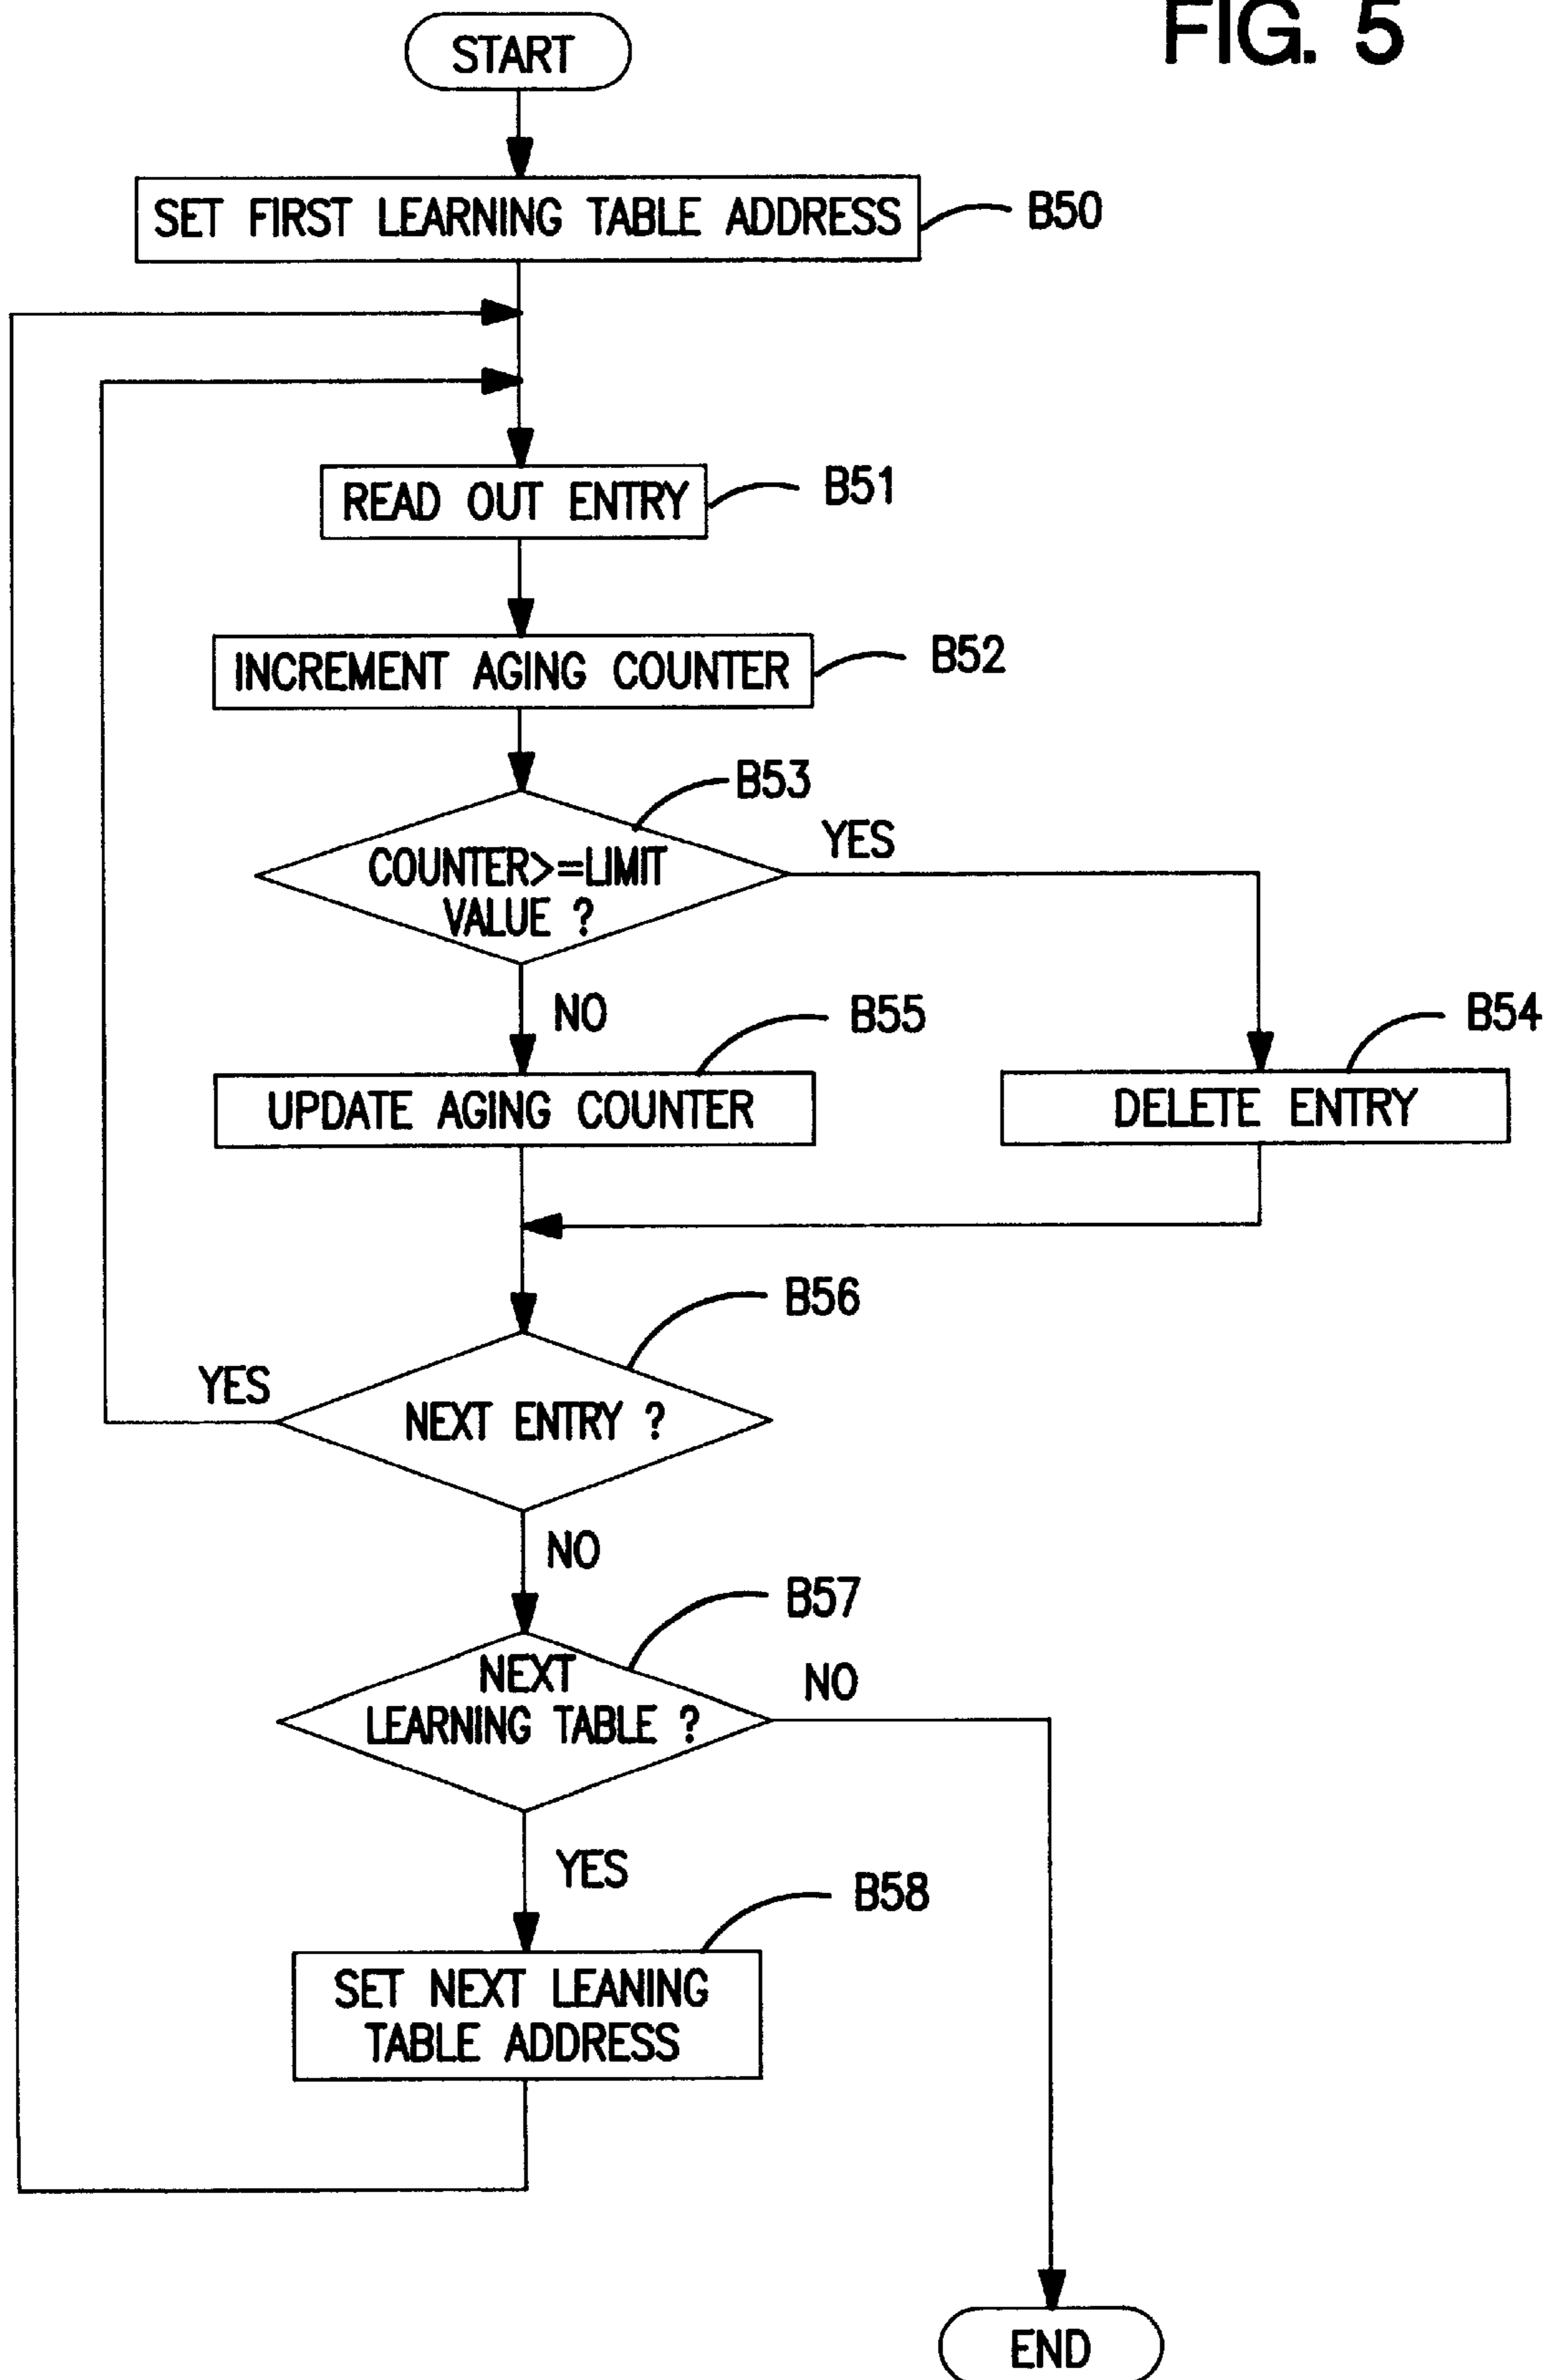 FIG. 5
START
SET FIRST LEARNING TABLE ADDRESS
B50
READ OUT ENTRY
B51
INCREMENT AGING COUNTER
B52
B53
COUNTER>=LIMIT
VALUE ?
YES
NO
B55
B54
UPDATE AGING COUNTER
DELETE ENTRY
B56
YES
NEXT ENTRY ?
NO
B57
NEXT
LEARNING TABLE ?
NO
YES
B58
SET NEXT LEANING
TABLE ADDRESS
END